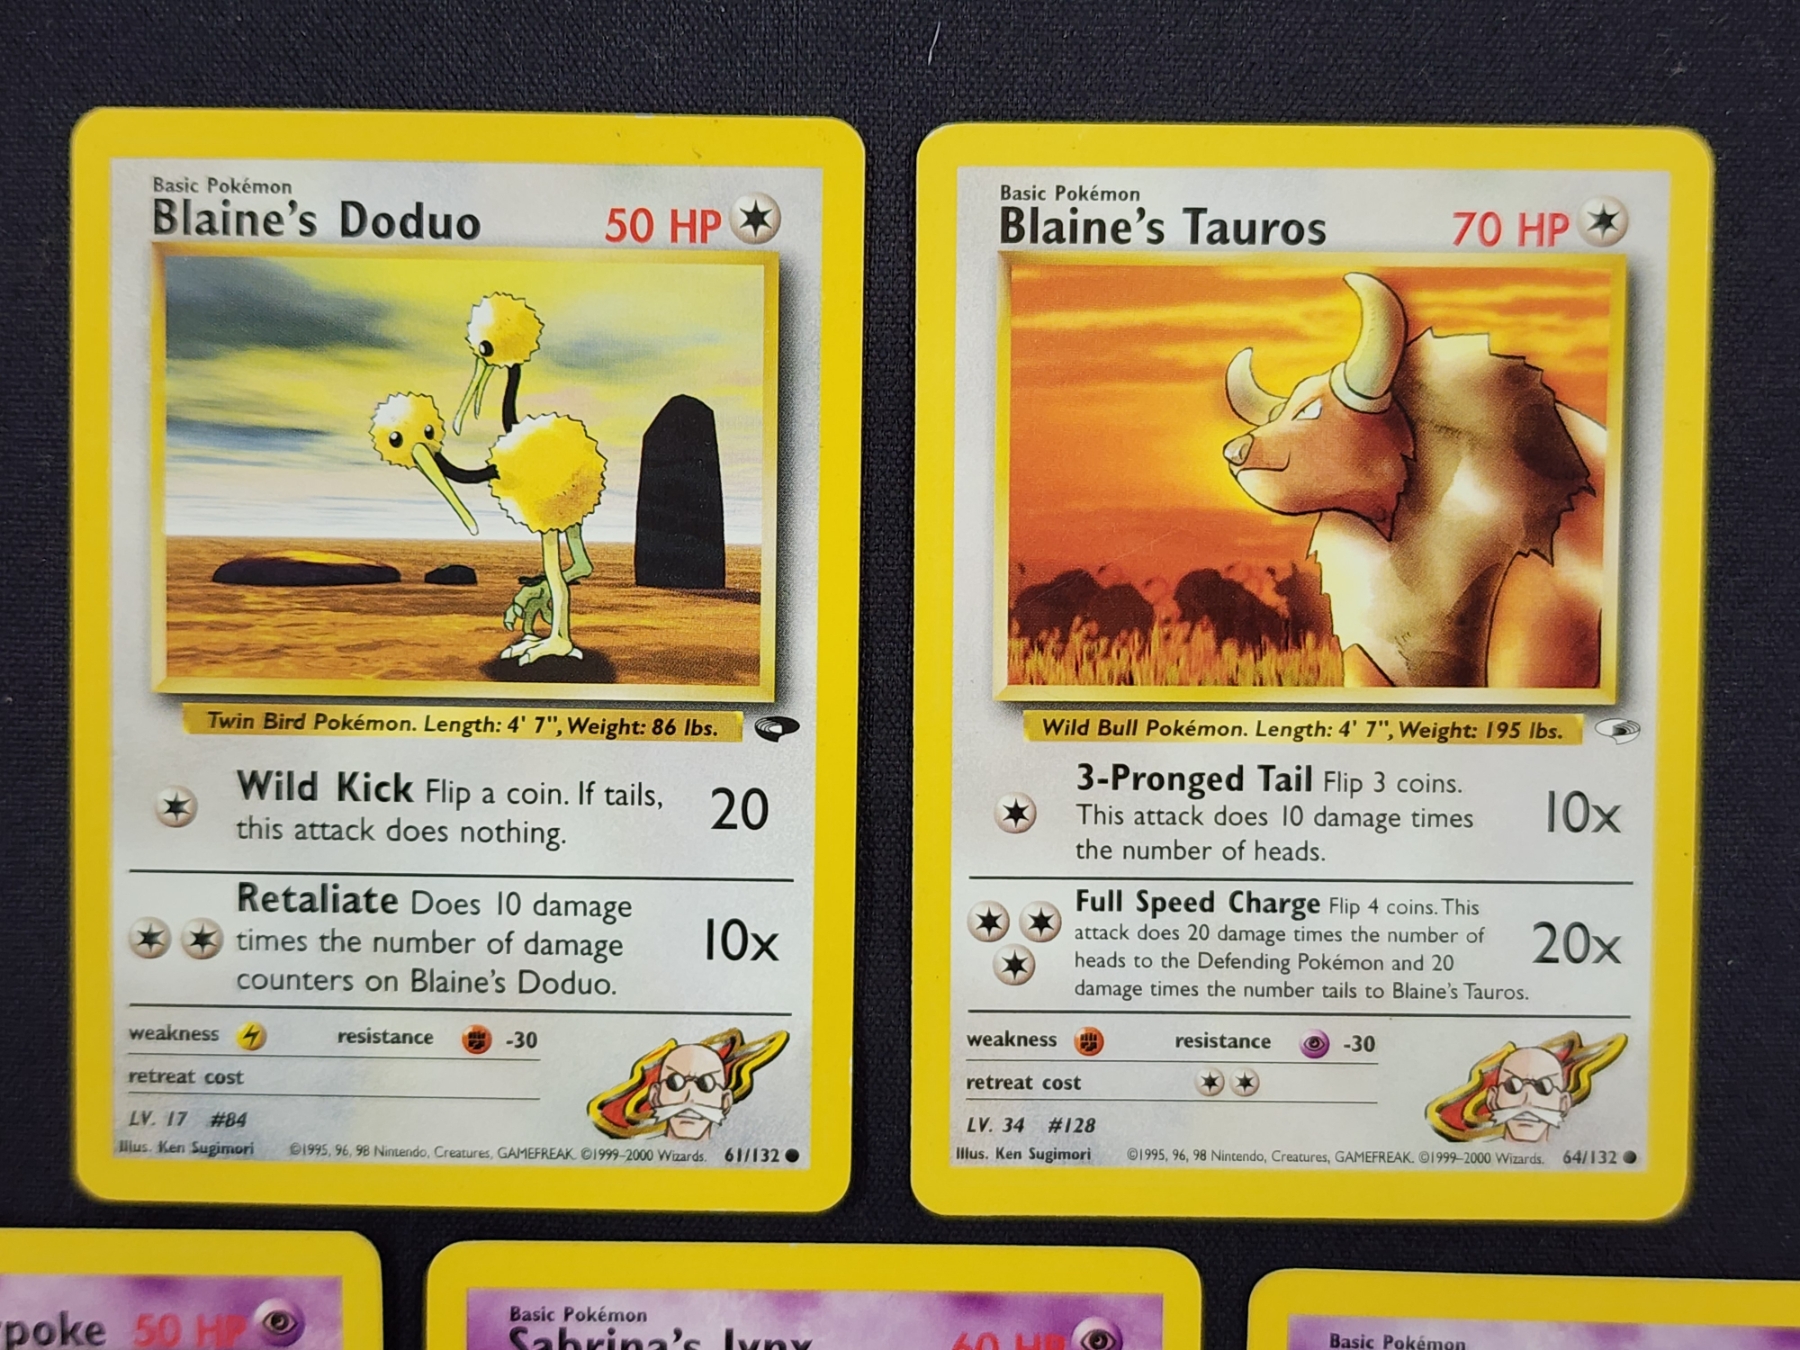 Basic Pokémon
Blaine's Doduo 50 HP
Twin Bird Pokémon. Length: 4' 7", Weight: 86 lbs.
Wild Kick Flip a coin. If tails,
this attack does nothing.
20
Retaliate Does 10 damage
times the number of damage
counters on Blaine's Doduo.
10x
weakness resistance -30
retreat cost
LV. 17 #84
Illus. Ken Sugimori ©1995, 96, 98 Nintendo, Creatures, GAMEFREAK. ©1999-2000 Wizards. 61/132
Basic Pokémon
Blaine's Tauros 70 HP
Wild Bull Pokémon. Length: 4' 7", Weight: 195 lbs.
3-Pronged Tail Flip 3 coins.
This attack does 10 damage times
the number of heads.
10x
Full Speed Charge Flip 4 coins. This
attack does 20 damage times the number of
heads to the Defending Pokémon and 20
damage times the number tails to Blaine's Tauros.
20x
weakness resistance -30
retreat cost
LV. 34 #128
Illus. Ken Sugimori ©1995, 96, 98 Nintendo, Creatures, GAMEFREAK. ©1999-2000 Wizards. 64/132
poke 50 HP
Basic Pokémon
Sabrina's Jynx 60 HP
Basic Pokémon